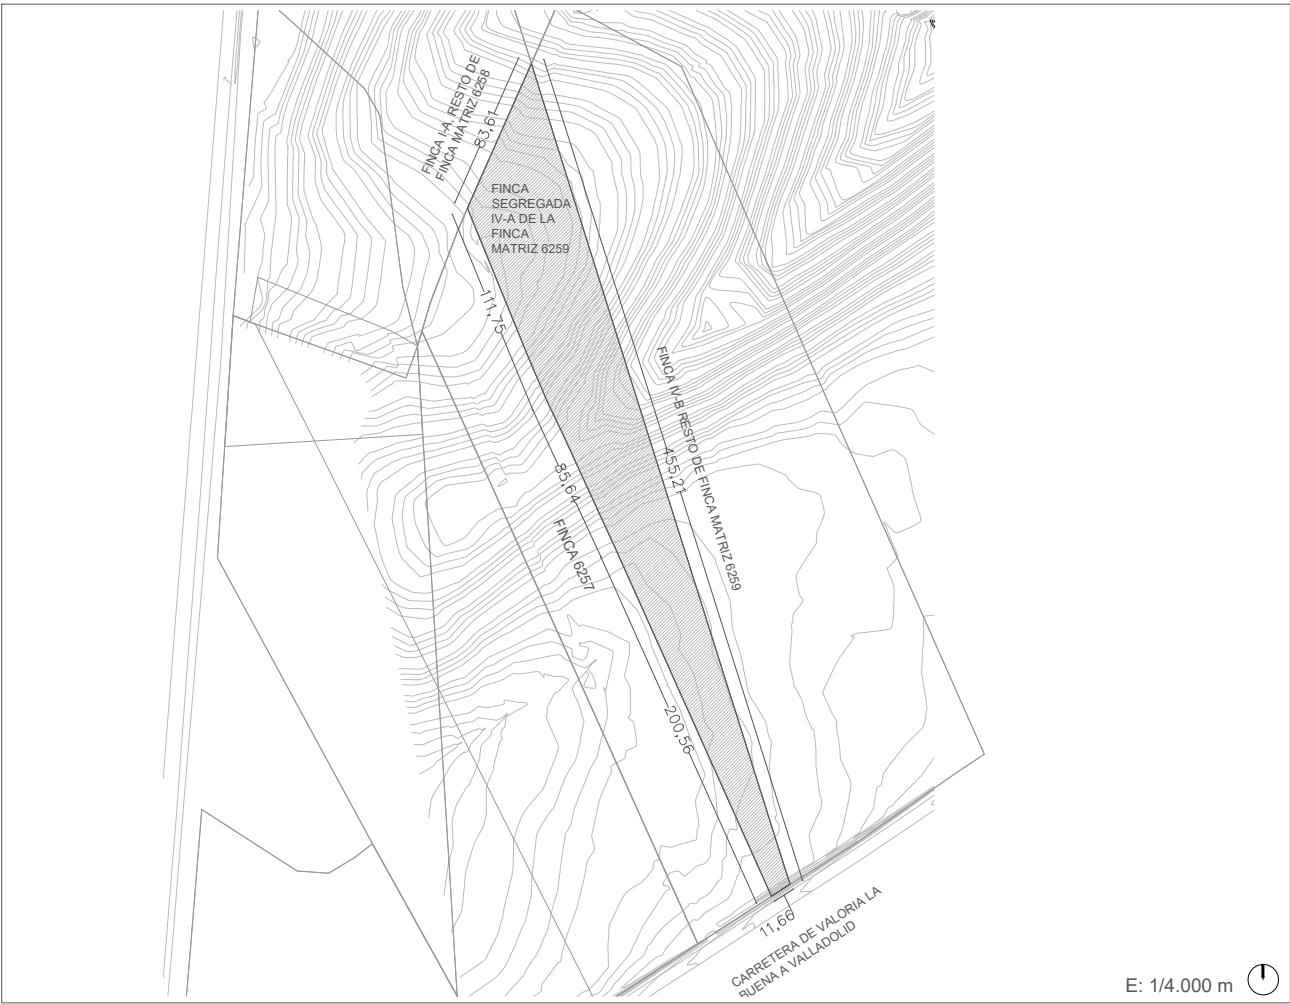 FINCA I-A, RESTO DE
FINCA MATRIZ 6258
83,61
FINCA
SEGREGADA
IV-A DE LA
FINCA
MATRIZ 6259
111,75
FINCA IV-B RESTO DE FINCA MATRIZ 6259
455,21
85,64
FINCA 6257
200,56
11,66
CARRETERA DE VALORIA LA
BUENA A VALLADOLID
E: 1/4.000 m